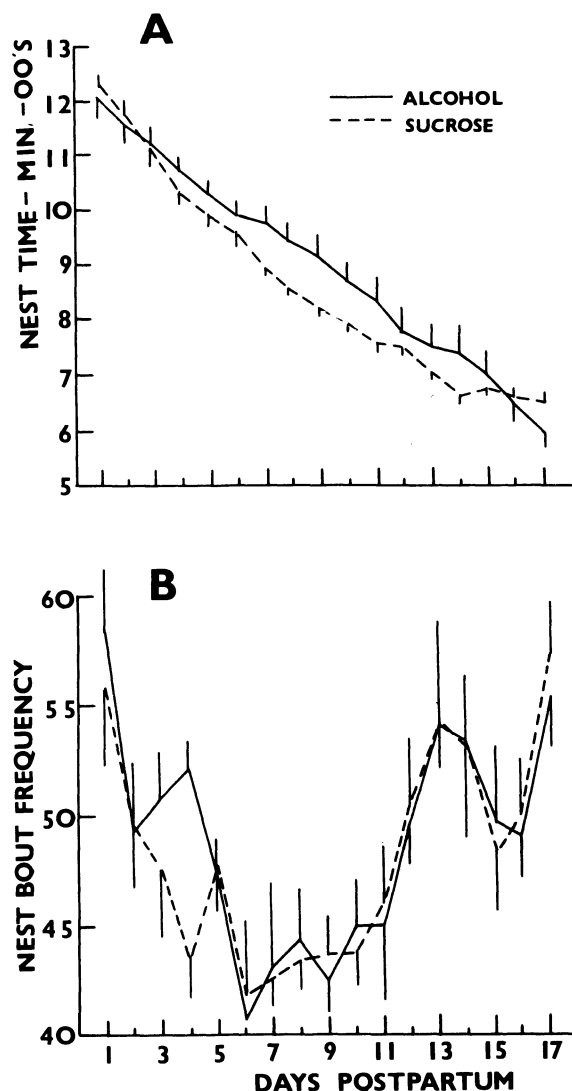 A
13
12
11
10
9
8
7
6
5
NEST TIME – MIN, –OO'S
ALCOHOL
SUCROSE
B
60
55
50
45
40
NEST BOUT FREQUENCY
1 3 5 7 9 11 13 15 17
DAYS POSTPARTUM